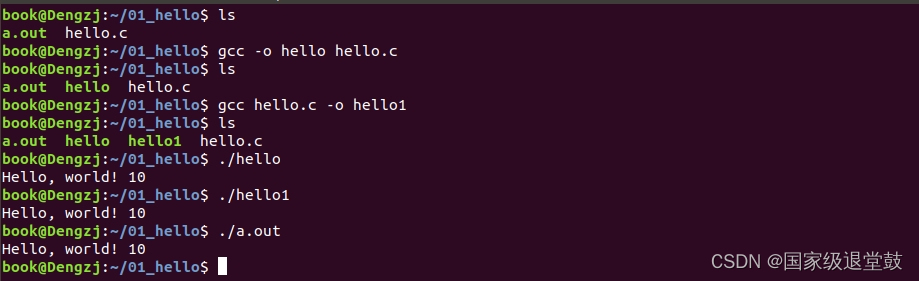 book@Dengzj:~/01_hello$ ls
a.out  hello.c
book@Dengzj:~/01_hello$ gcc -o hello hello.c
book@Dengzj:~/01_hello$ ls
a.out  hello  hello.c
book@Dengzj:~/01_hello$ gcc hello.c -o hello1
book@Dengzj:~/01_hello$ ls
a.out  hello  hello1  hello.c
book@Dengzj:~/01_hello$ ./hello
Hello, world! 10
book@Dengzj:~/01_hello$ ./hello1
Hello, world! 10
book@Dengzj:~/01_hello$ ./a.out
Hello, world! 10
book@Dengzj:~/01_hello$
CSDN @国家级退堂鼓